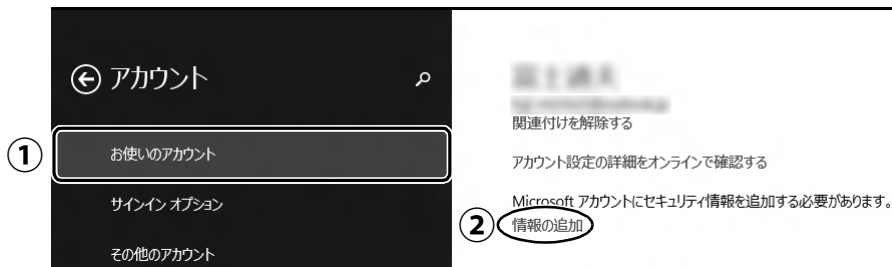 アカウント
① お使いのアカウント
サインイン オプション
その他のアカウント
関連付けを解除する
アカウント設定の詳細をオンラインで確認する
Microsoft アカウントにセキュリティ情報を追加する必要があります。
② 情報の追加